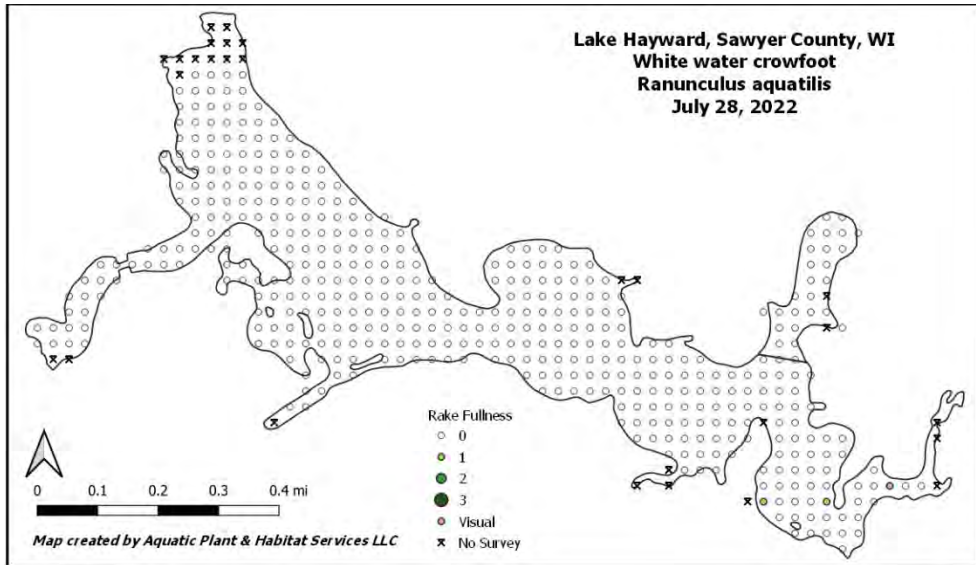 Lake Hayward, Sawyer County, WI
White water crowfoot
Ranunculus aquatilis
July 28, 2022
Rake Fullness
0
1
2
3
Visual
No Survey
0 0.1 0.2 0.3 0.4 mi
Map created by Aquatic Plant & Habitat Services LLC